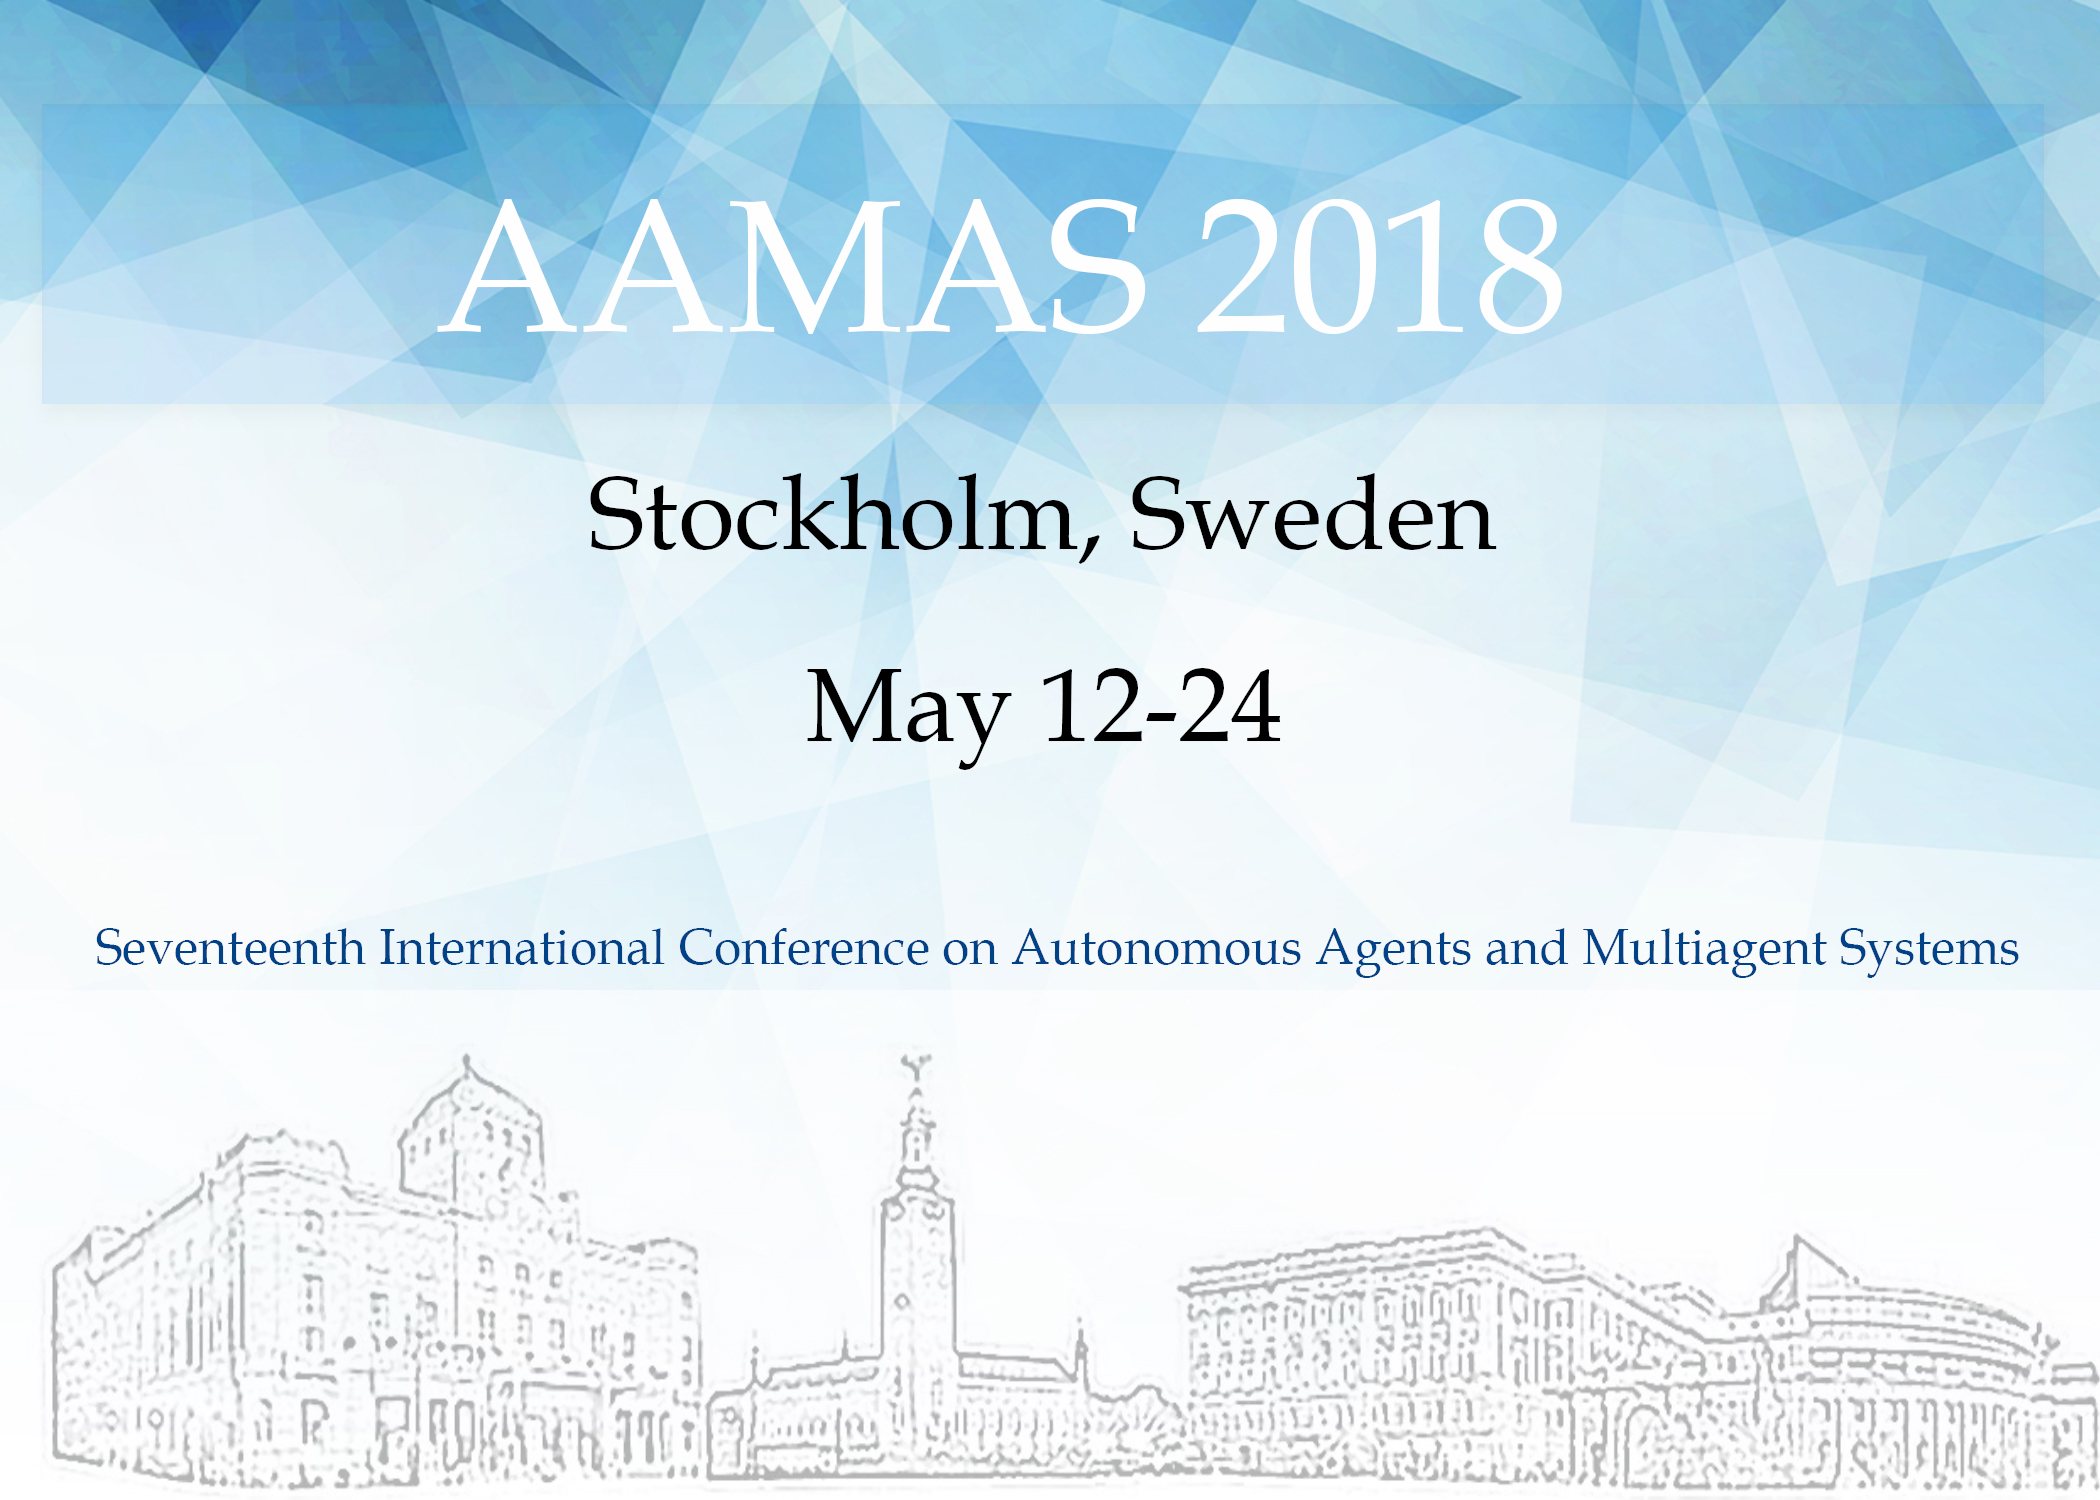 AAMAS 2018
Stockholm, Sweden
May 12-24
Seventeenth International Conference on Autonomous Agents and Multiagent Systems